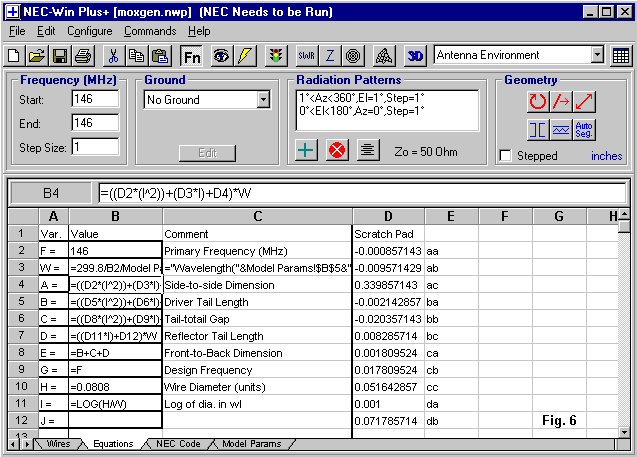 NEC-Win Plus+ [moxgen.nwp] (NEC Needs to be Run)
File Edit Configure Commands Help
Fn SWR Z 3D Antenna Environment
Frequency (MHz) Ground Radiation Patterns Geometry
Start: 146 No Ground 1°<Az<360°,El=1°,Step=1°
End: 146 0°<El<180°,Az=0°,Step=1°
Auto Seg.
Step Size: 1 Edit Zo = 50 Ohm Stepped inches
B4 =((D2*(I^2))+(D3*I)+D4)*W
A B C D E F G H
1 Var. Value Comment Scratch Pad
2 F = 146 Primary Frequency (MHz) -0.000857143 aa
3 W = =299.8/B2/Model Pa ="Wavelength("&Model Params!$B$5&" -0.009571429 ab
4 A = =((D2*(I^2))+(D3*I)- Side-to-side Dimension 0.339857143 ac
5 B = =((D5*(I^2))+(D6*I)- Driver Tail Length -0.002142857 ba
6 C = =((D8*(I^2))+(D9*I)- Tail-totail Gap -0.020357143 bb
7 D = =((D11*I)+D12)*W Reflector Tail Length 0.008285714 bc
8 E = =B+C+D Front-to-Back Dimension 0.001809524 ca
9 G = =F Design Frequency 0.017809524 cb
10 H = =0.0808 Wire Diameter (units) 0.051642857 cc
11 I = =LOG(H/W) Log of dia. in wl 0.001 da
12 J = 0.071785714 db Fig. 6
13
Wires Equations NEC Code Model Params